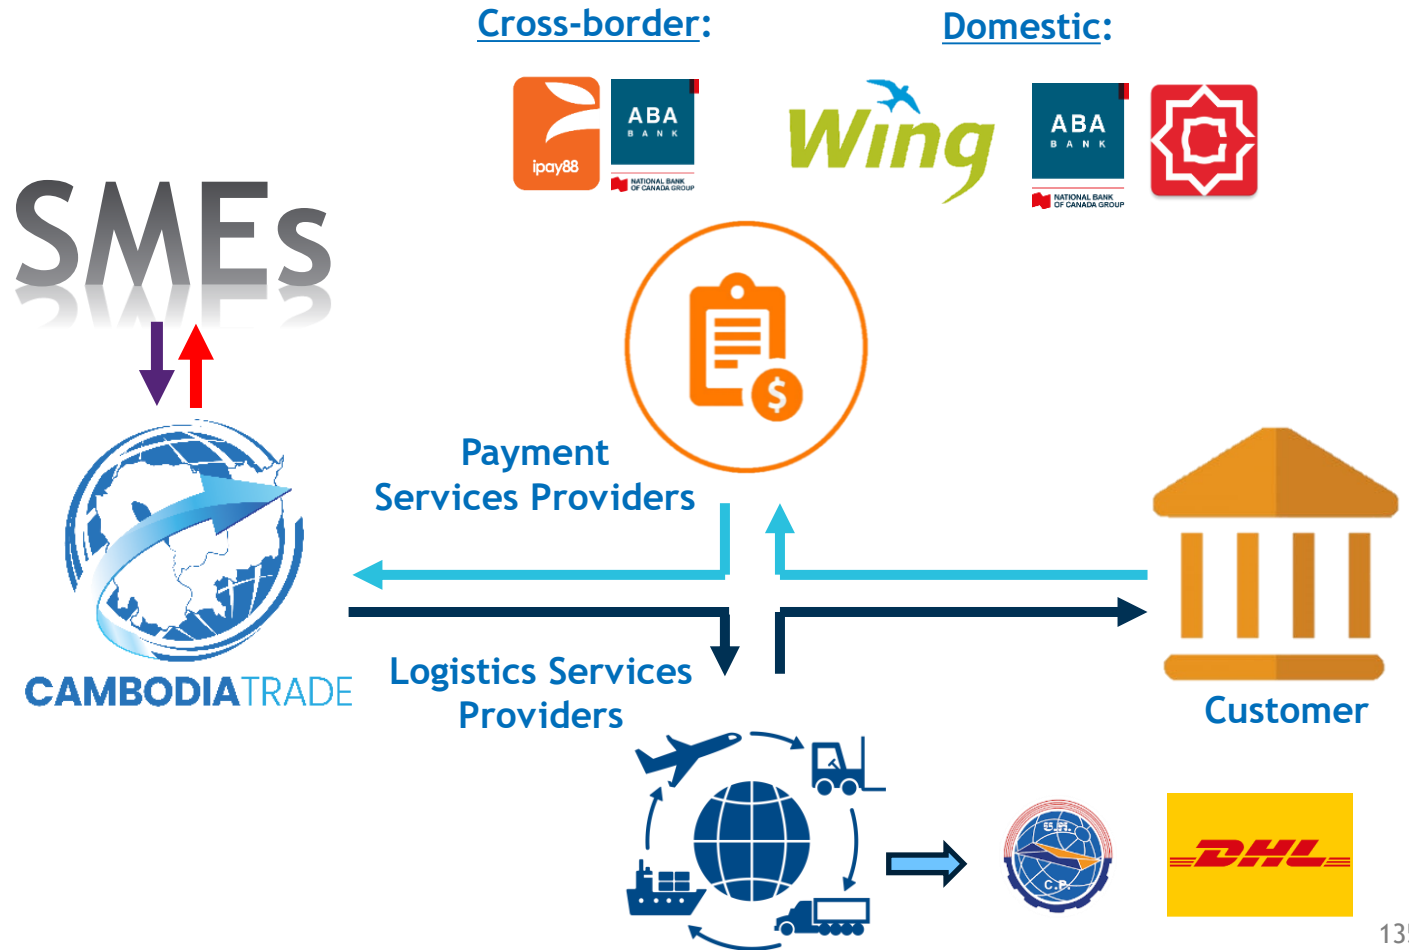 Cross-border:
Domestic:
ipay88
ABA
BANK
NATIONAL BANK
OF CANADA GROUP
Wing
ABA
BANK
NATIONAL BANK
OF CANADA GROUP
C
SMEs
$
Payment
Services Providers
CAMBODIATRADE
Logistics Services
Providers
Customer
C.P.
DHL